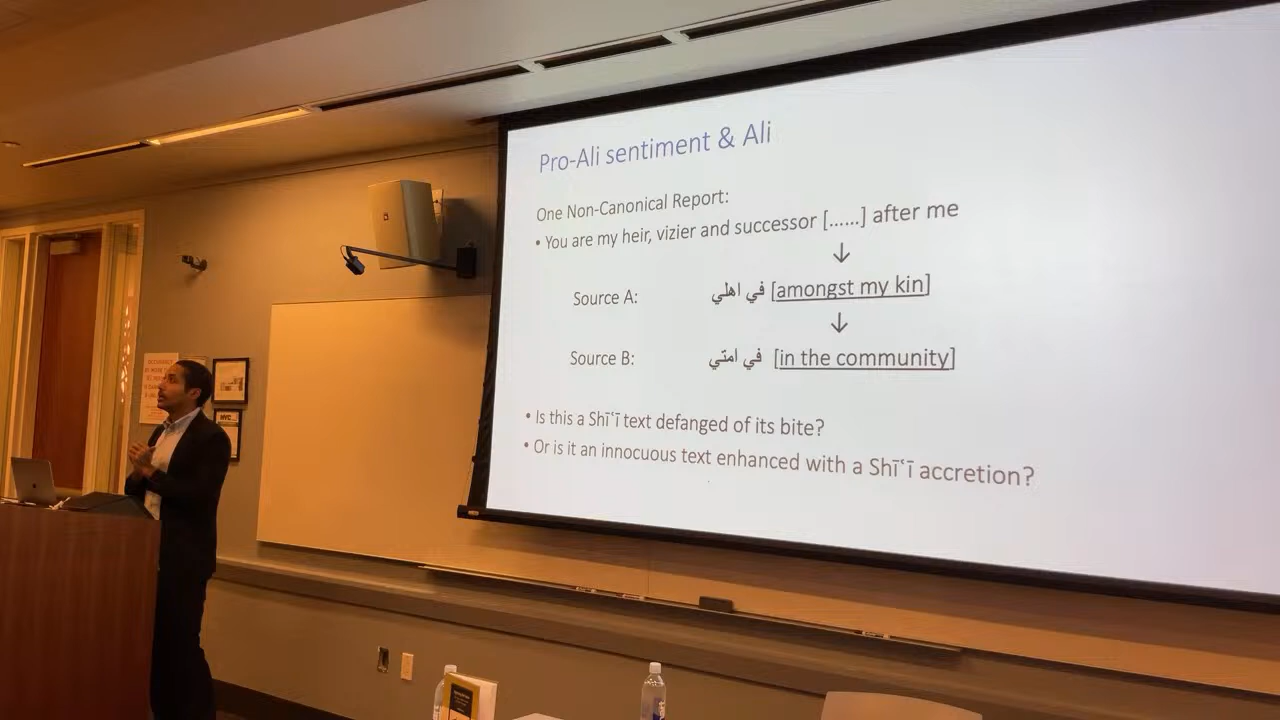 Pro-Ali sentiment & Ali
One Non-Canonical Report:
• You are my heir, vizier and successor [......] after me
↓
Source A: في اهلي [amongst my kin]
↓
Source B: في امتي [in the community]
• Is this a Shīʿī text defanged of its bite?
• Or is it an innocuous text enhanced with a Shīʿī accretion?